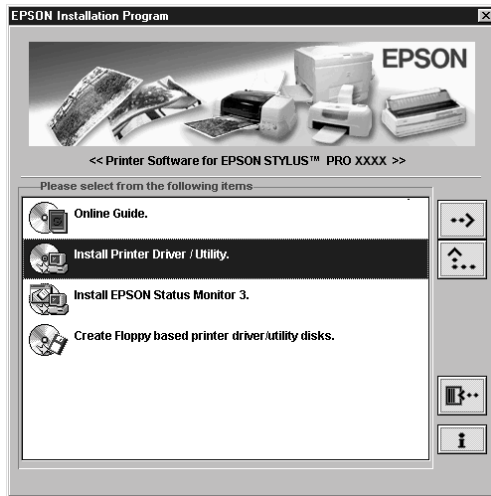 EPSON Installation Program
EPSON
<< Printer Software for EPSON STYLUS™ PRO XXXX >>
Please select from the following items
Online Guide.
Install Printer Driver / Utility.
Install EPSON Status Monitor 3.
Create Floppy based printer driver/utility disks.